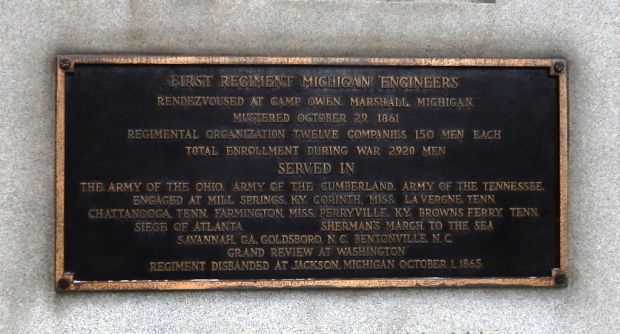 FIRST REGIMENT MICHIGAN ENGINEERS
RENDEZVOUSED AT CAMP OWEN, MARSHALL, MICHIGAN,
MUSTERED OCTOBER 29, 1861
REGIMENTAL ORGANIZATION TWELVE COMPANIES 150 MEN EACH
TOTAL ENROLLMENT DURING WAR 2920 MEN
SERVED IN
THE ARMY OF THE OHIO, ARMY OF THE CUMBERLAND, ARMY OF THE TENNESSEE,
ENGAGED AT MILL SPRINGS, KY. CORINTH, MISS. LA VERGNE, TENN.
CHATTANOOGA, TENN. FARMINGTON, MISS. PERRYVILLE, KY. BROWNS FERRY, TENN.
SIEGE OF ATLANTA SHERMAN'S MARCH TO THE SEA
SAVANNAH, GA. GOLDSBORO, N.C. BENTONVILLE, N.C.
GRAND REVIEW AT WASHINGTON
REGIMENT DISBANDED AT JACKSON, MICHIGAN OCTOBER 1, 1865